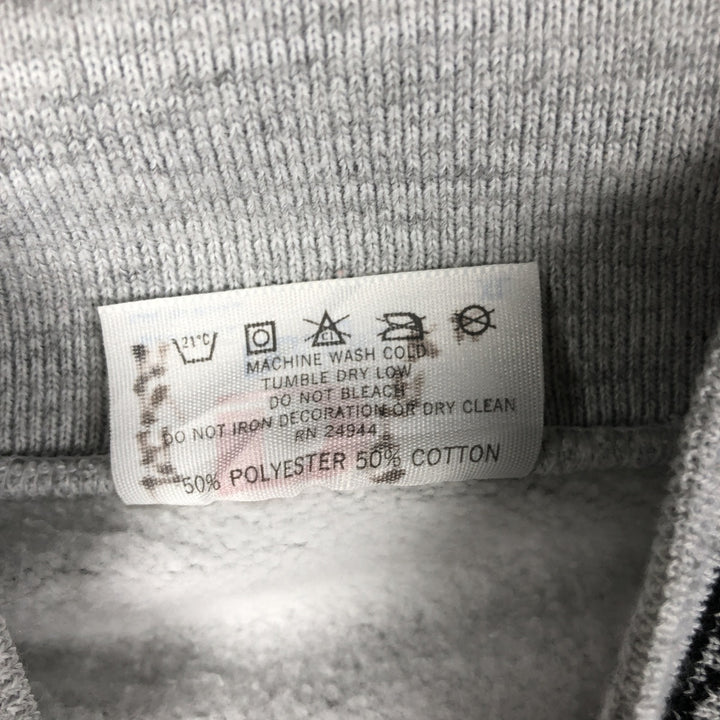 21°C
CL
MACHINE WASH COLD
TUMBLE DRY LOW
DO NOT BLEACH
DO NOT IRON DECORATION OR DRY CLEAN
RN 24944
50% POLYESTER 50% COTTON